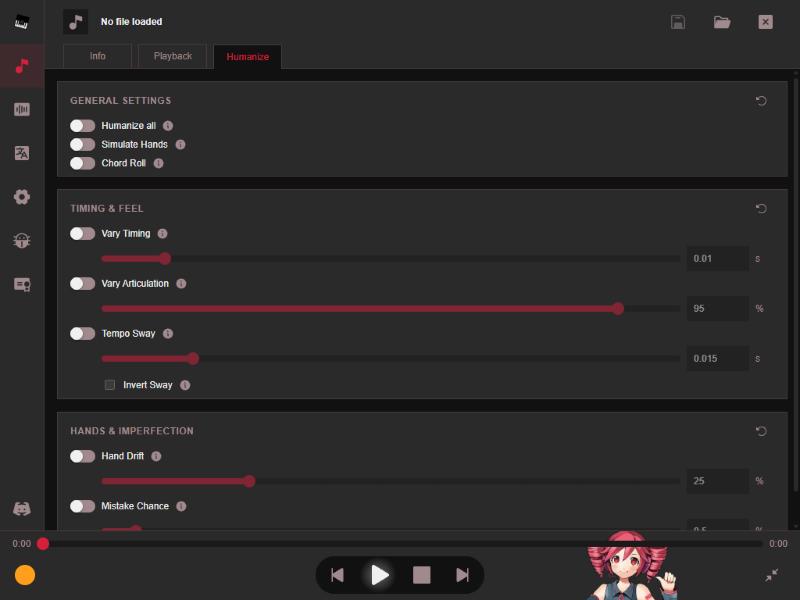 No file loaded
Info
Playback
Humanize
GENERAL SETTINGS
Humanize all
Simulate Hands
Chord Roll
TIMING & FEEL
Vary Timing
0.01 s
Vary Articulation
95 %
Tempo Sway
0.015 s
Invert Sway
HANDS & IMPERFECTION
Hand Drift
25 %
Mistake Chance
0.5 %
0:00
0:00